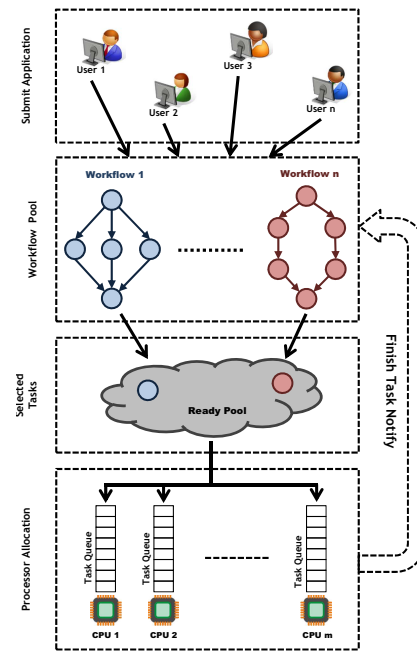 Submit Application
User 1
User 2
User 3
User n
Workflow Pool
Workflow 1
Workflow n
Finish Task Notify
Selected
Tasks
Ready Pool
Processor Allocation
Task Queue
Task Queue
Task Queue
CPU 1
CPU 2
CPU m